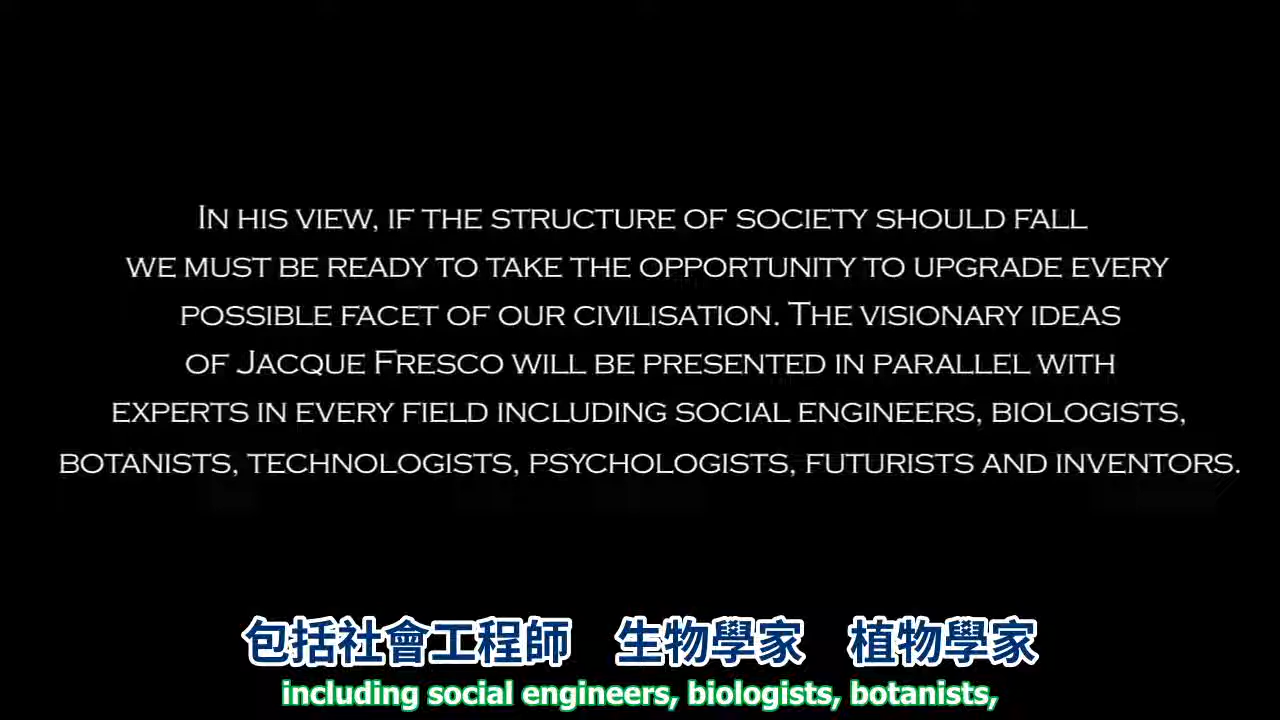 In his view, if the structure of society should fall
we must be ready to take the opportunity to upgrade every
possible facet of our civilisation. The visionary ideas
of Jacque Fresco will be presented in parallel with
experts in every field including social engineers, biologists,
botanists, technologists, psychologists, futurists and inventors.
包括社會工程師　生物學家　植物學家
including social engineers, biologists, botanists,